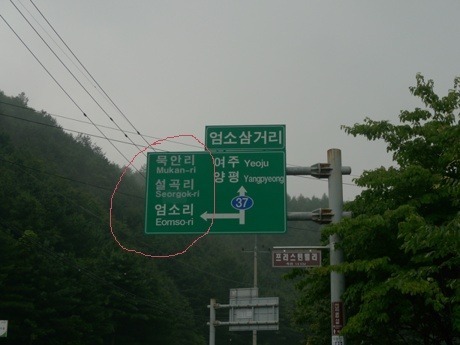 엄소삼거리
묵안리
Mukan-ri
설곡리
Seorgok-ri
엄소리
Eomso-ri
여주 Yeoju
양평 Yangpyeong
37